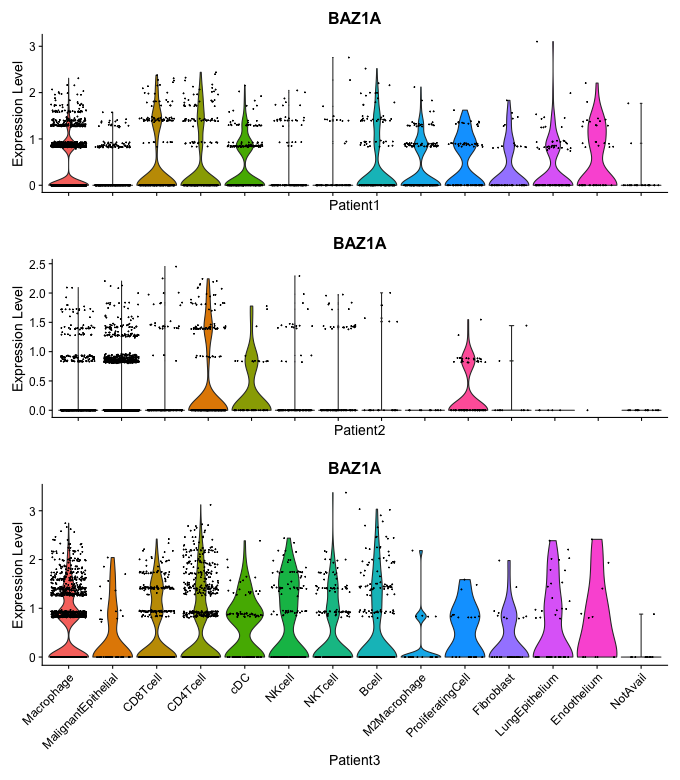 BAZ1A
Expression Level
3
2
1
0
Patient1
BAZ1A
Expression Level
2.5
2.0
1.5
1.0
0.5
0.0
Patient2
BAZ1A
Expression Level
3
2
1
0
Macrophage
MalignantEpithelial
CD8Tcell
CD4Tcell
cDC
NKcell
NKTcell
Bcell
M2Macrophage
ProliferatingCell
Fibroblast
LungEpithelium
Endothelium
NotAvail
Patient3